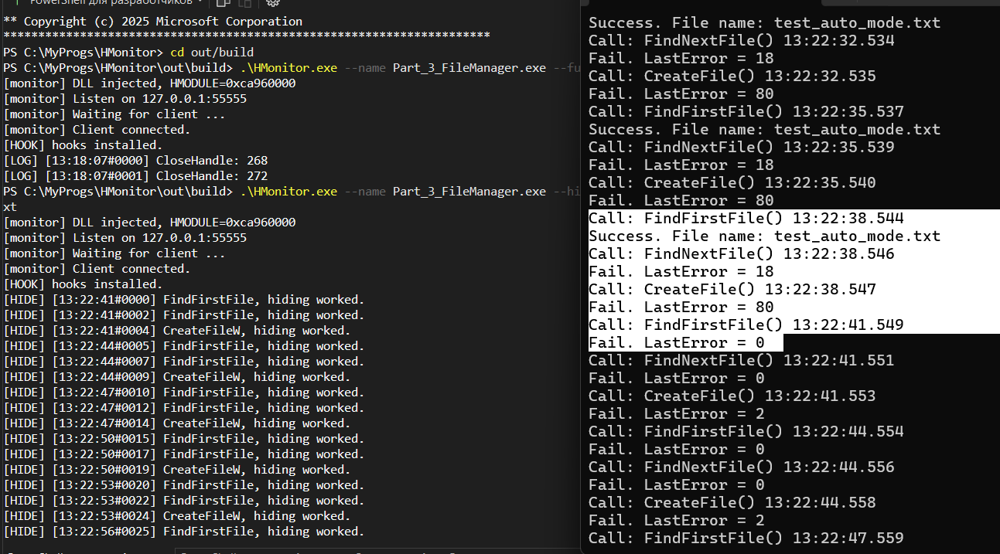 PowerShell для разработчиков
** Copyright (c) 2025 Microsoft Corporation
**********************************************************************
PS C:\MyProgs\HMonitor> cd out/build
PS C:\MyProgs\HMonitor\out\build> .\HMonitor.exe --name Part_3_FileManager.exe --fu
[monitor] DLL injected, HMODULE=0xca960000
[monitor] Listen on 127.0.0.1:55555
[monitor] Waiting for client ...
[monitor] Client connected.
[HOOK] hooks installed.
[LOG] [13:18:07#0000] CloseHandle: 268
[LOG] [13:18:07#0001] CloseHandle: 272
PS C:\MyProgs\HMonitor\out\build> .\HMonitor.exe --name Part_3_FileManager.exe --hi
xt
[monitor] DLL injected, HMODULE=0xca960000
[monitor] Listen on 127.0.0.1:55555
[monitor] Waiting for client ...
[monitor] Client connected.
[HOOK] hooks installed.
[HIDE] [13:22:41#0000] FindFirstFile, hiding worked.
[HIDE] [13:22:41#0002] FindFirstFile, hiding worked.
[HIDE] [13:22:41#0004] CreateFileW, hiding worked.
[HIDE] [13:22:44#0005] FindFirstFile, hiding worked.
[HIDE] [13:22:44#0007] FindFirstFile, hiding worked.
[HIDE] [13:22:44#0009] CreateFileW, hiding worked.
[HIDE] [13:22:47#0010] FindFirstFile, hiding worked.
[HIDE] [13:22:47#0012] FindFirstFile, hiding worked.
[HIDE] [13:22:47#0014] CreateFileW, hiding worked.
[HIDE] [13:22:50#0015] FindFirstFile, hiding worked.
[HIDE] [13:22:50#0017] FindFirstFile, hiding worked.
[HIDE] [13:22:50#0019] CreateFileW, hiding worked.
[HIDE] [13:22:53#0020] FindFirstFile, hiding worked.
[HIDE] [13:22:53#0022] FindFirstFile, hiding worked.
[HIDE] [13:22:53#0024] CreateFileW, hiding worked.
[HIDE] [13:22:56#0025] FindFirstFile, hiding worked.
Success. File name: test_auto_mode.txt
Call: FindNextFile() 13:22:32.534
Fail. LastError = 18
Call: CreateFile() 13:22:32.535
Fail. LastError = 80
Call: FindFirstFile() 13:22:35.537
Success. File name: test_auto_mode.txt
Call: FindNextFile() 13:22:35.539
Fail. LastError = 18
Call: CreateFile() 13:22:35.540
Fail. LastError = 80
Call: FindFirstFile() 13:22:38.544
Success. File name: test_auto_mode.txt
Call: FindNextFile() 13:22:38.546
Fail. LastError = 18
Call: CreateFile() 13:22:38.547
Fail. LastError = 80
Call: FindFirstFile() 13:22:41.549
Fail. LastError = 0
Call: FindNextFile() 13:22:41.551
Fail. LastError = 0
Call: CreateFile() 13:22:41.553
Fail. LastError = 2
Call: FindFirstFile() 13:22:44.554
Fail. LastError = 0
Call: FindNextFile() 13:22:44.556
Fail. LastError = 0
Call: CreateFile() 13:22:44.558
Fail. LastError = 2
Call: FindFirstFile() 13:22:47.559